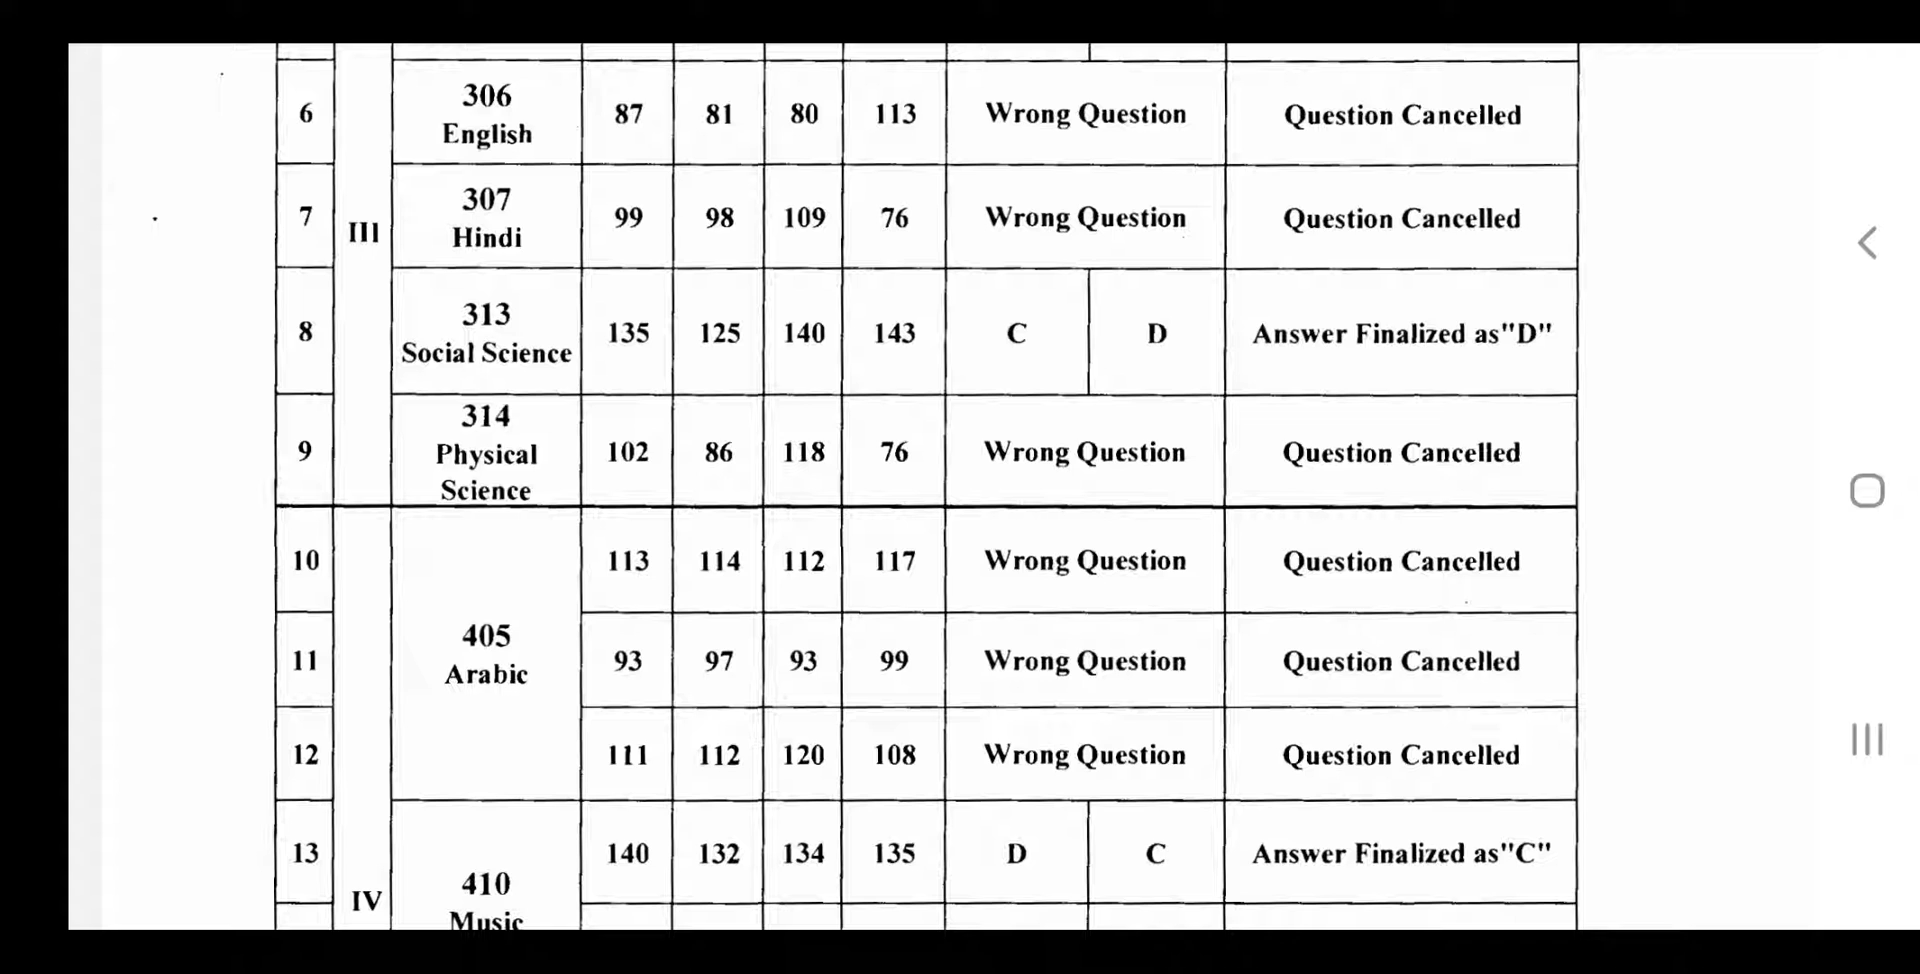 6 306 English 87 81 80 113 Wrong Question Question Cancelled
7 III 307 Hindi 99 98 109 76 Wrong Question Question Cancelled
8 313 Social Science 135 125 140 143 C D Answer Finalized as"D"
9 314 Physical Science 102 86 118 76 Wrong Question Question Cancelled
10 113 114 112 117 Wrong Question Question Cancelled
11 405 Arabic 93 97 93 99 Wrong Question Question Cancelled
12 111 112 120 108 Wrong Question Question Cancelled
13 140 132 134 135 D C Answer Finalized as"C"
IV 410 Music